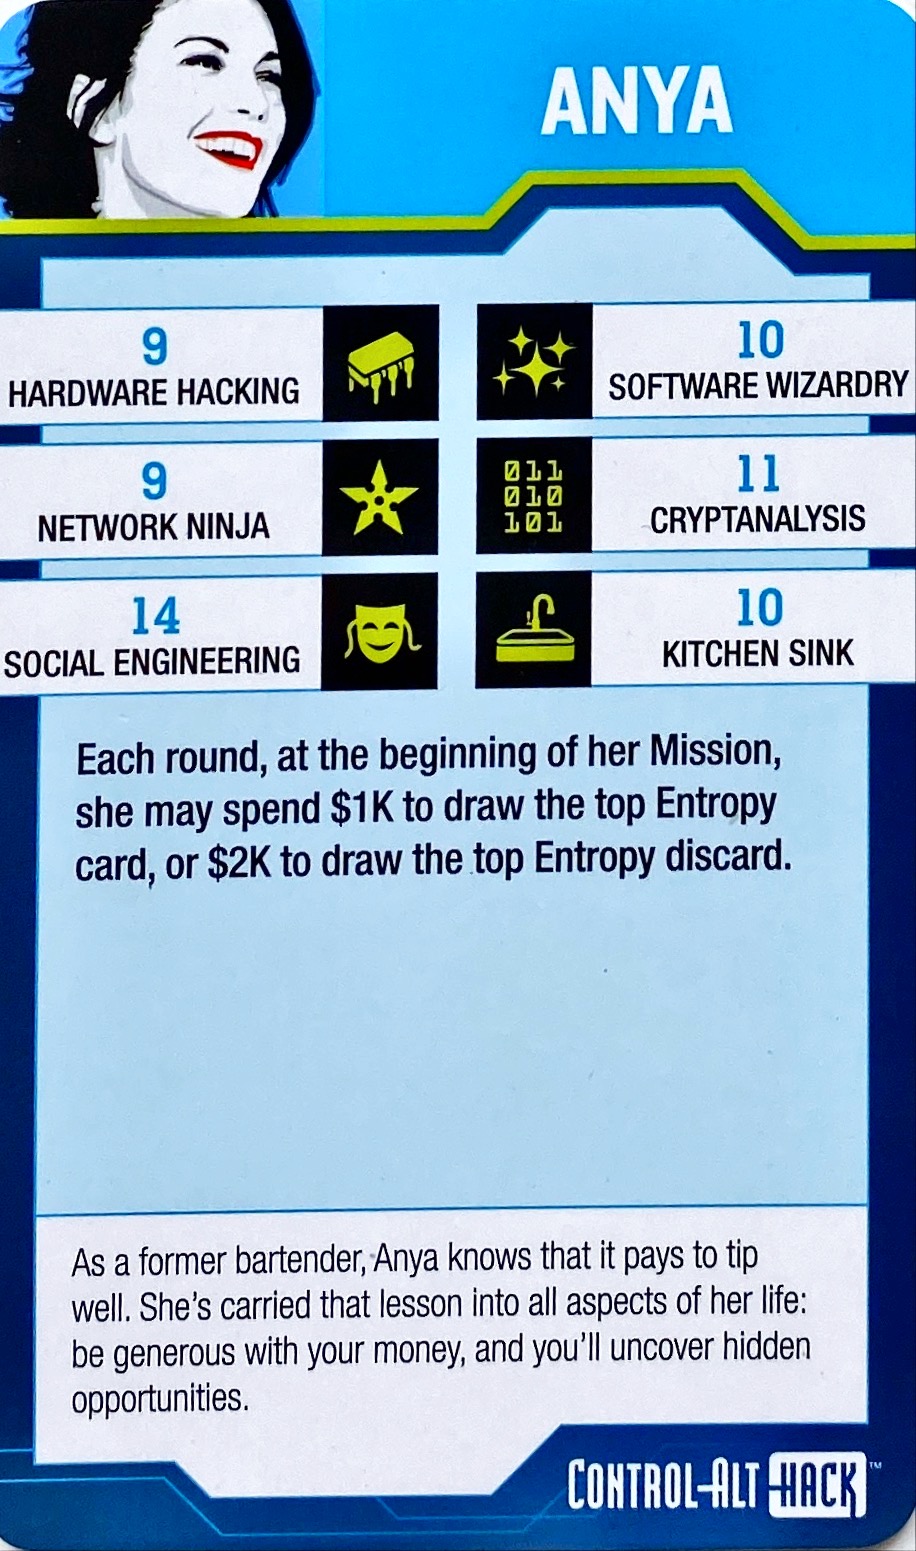 ANYA
9
HARDWARE HACKING
10
SOFTWARE WIZARDRY
9
NETWORK NINJA
011
010
101
11
CRYPTANALYSIS
14
SOCIAL ENGINEERING
10
KITCHEN SINK
Each round, at the beginning of her Mission,
she may spend $1K to draw the top Entropy
card, or $2K to draw the top Entropy discard.
As a former bartender, Anya knows that it pays to tip
well. She's carried that lesson into all aspects of her life:
be generous with your money, and you'll uncover hidden
opportunities.
CONTROL-ALT-HACK™